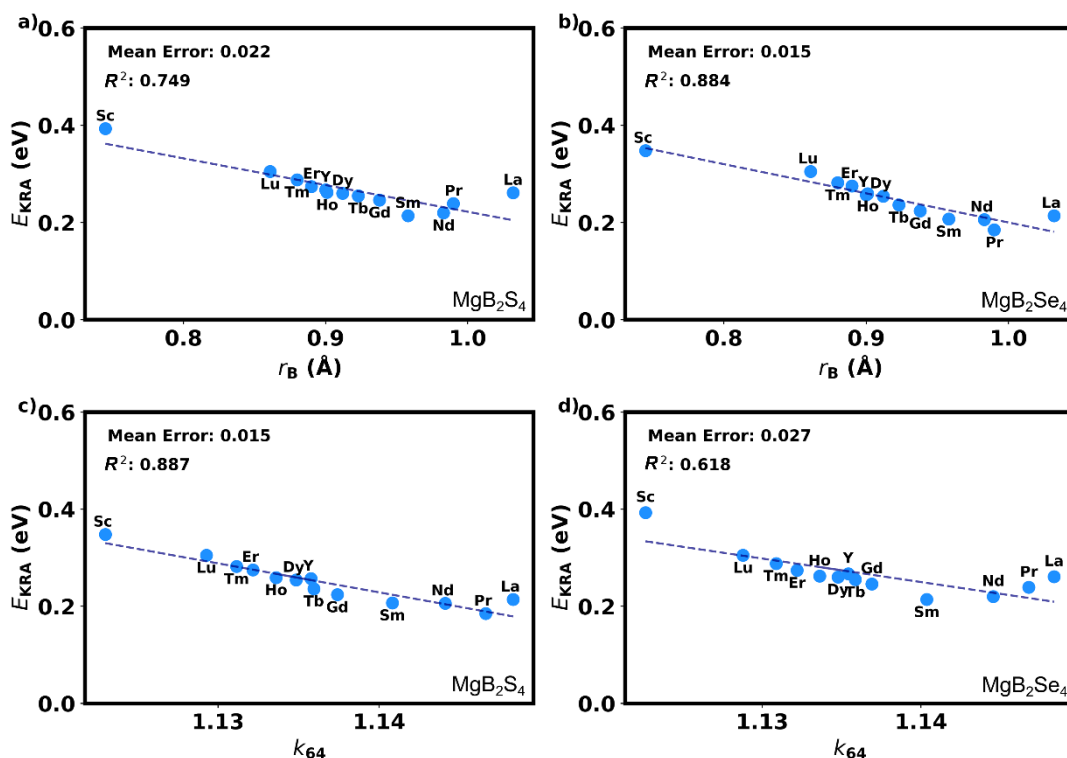 a)
0.6
Mean Error: 0.022
R²: 0.749
Sc
0.4
Er Y Dy
La
Lu
Tm
Pr
Sm
Ho
Tb
Gd
Nd
0.2
E_KRA (eV)
0.0
MgB₂S₄
0.8 0.9 1.0
r_B (Å)
b)
0.6
Mean Error: 0.015
R²: 0.884
0.4
Sc
Lu
Er
Y Dy
Tm
Ho
Nd
La
Tb
Gd
Sm
Pr
0.2
E_KRA (eV)
0.0
MgB₂Se₄
0.8 0.9 1.0
r_B (Å)
c)
0.6
Mean Error: 0.015
R²: 0.887
0.4
Sc
Er
Lu
Tm
Dy Y
Ho
Nd
La
Tb
Gd
Sm
Pr
0.2
E_KRA (eV)
0.0
MgB₂S₄
1.13 1.14
k₆₄
d)
0.6
Mean Error: 0.027
R²: 0.618
Sc
0.4
Ho
Y
Gd
La
Lu
Tm
Pr
Er
Dy
Tb
Nd
Sm
0.2
E_KRA (eV)
0.0
MgB₂Se₄
1.13 1.14
k₆₄